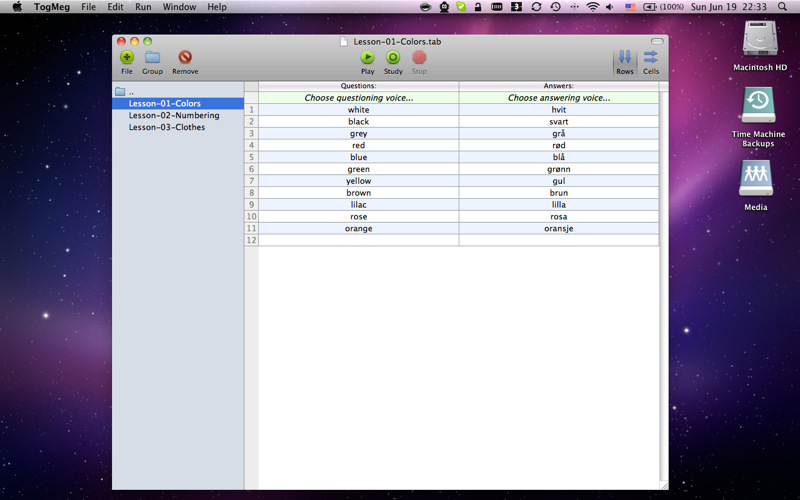 TogMeg File Edit Run Window Help (100%) Sun Jun 19 22:33
Lesson-01-Colors.tab
File Group Remove Play Study Stop Rows Cells
Questions: Answers:
..
Choose questioning voice... Choose answering voice...
Lesson-01-Colors
Lesson-02-Numbering
Lesson-03-Clothes
1 white hvit
2 black svart
3 grey grå
4 red rød
5 blue blå
6 green grønn
7 yellow gul
8 brown brun
9 lilac lilla
10 rose rosa
11 orange oransje
12
Macintosh HD
Time Machine
Backups
Media